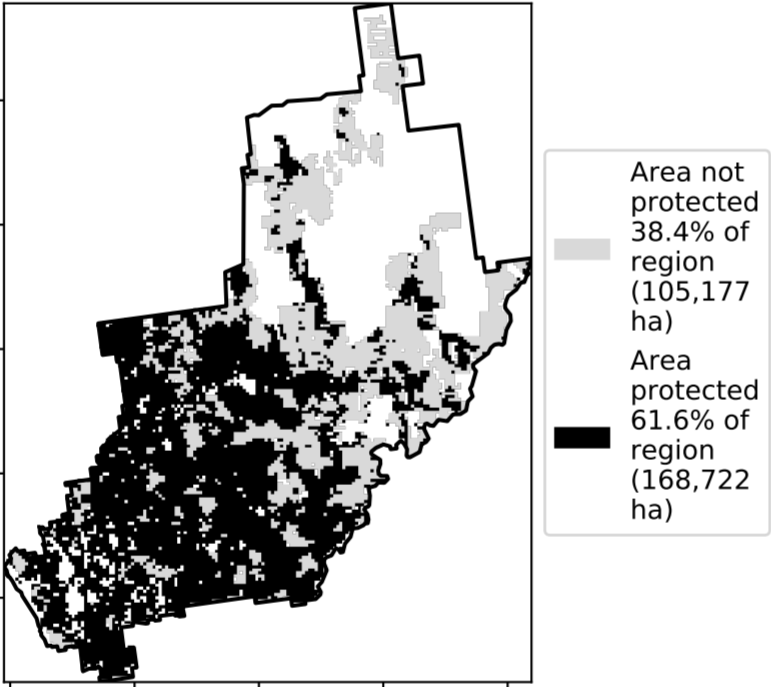 Area not
protected
38.4% of
region
(105,177
ha)
Area
protected
61.6% of
region
(168,722
ha)